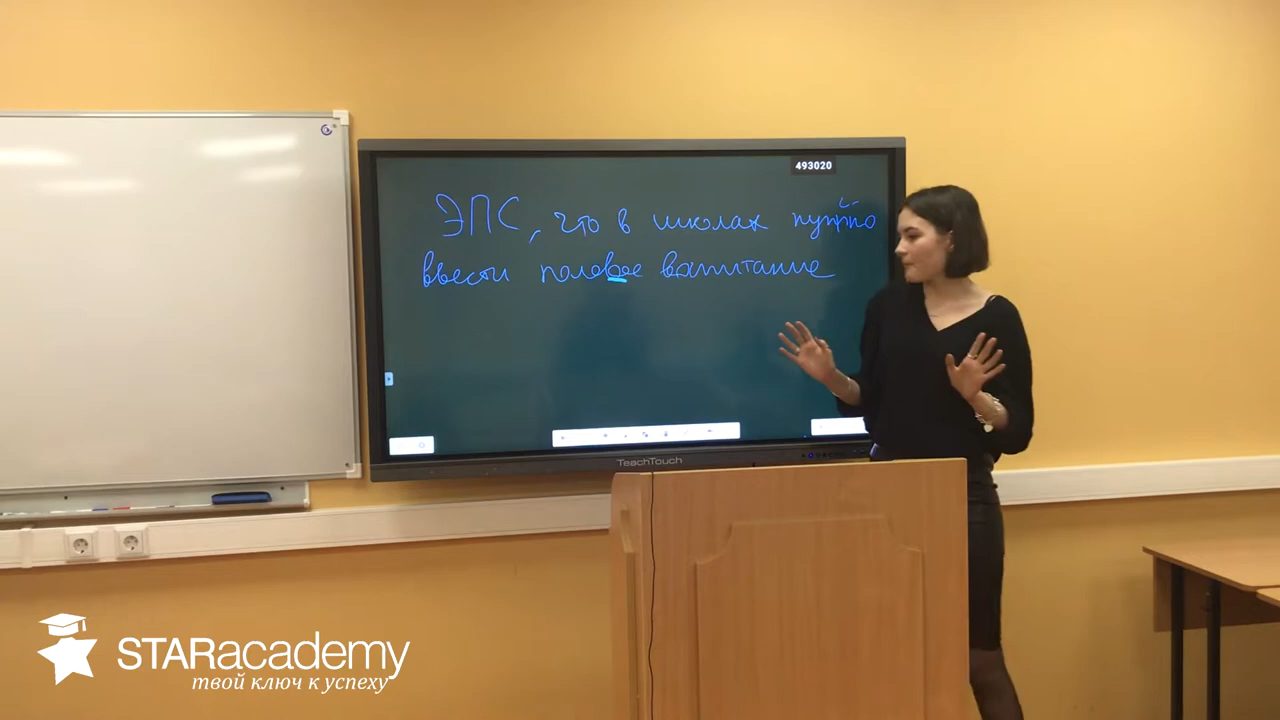 493020
ЭПС, что в школах нужно
ввести половое воспитание
TeachTouch
STARacademy
твой ключ к успеху